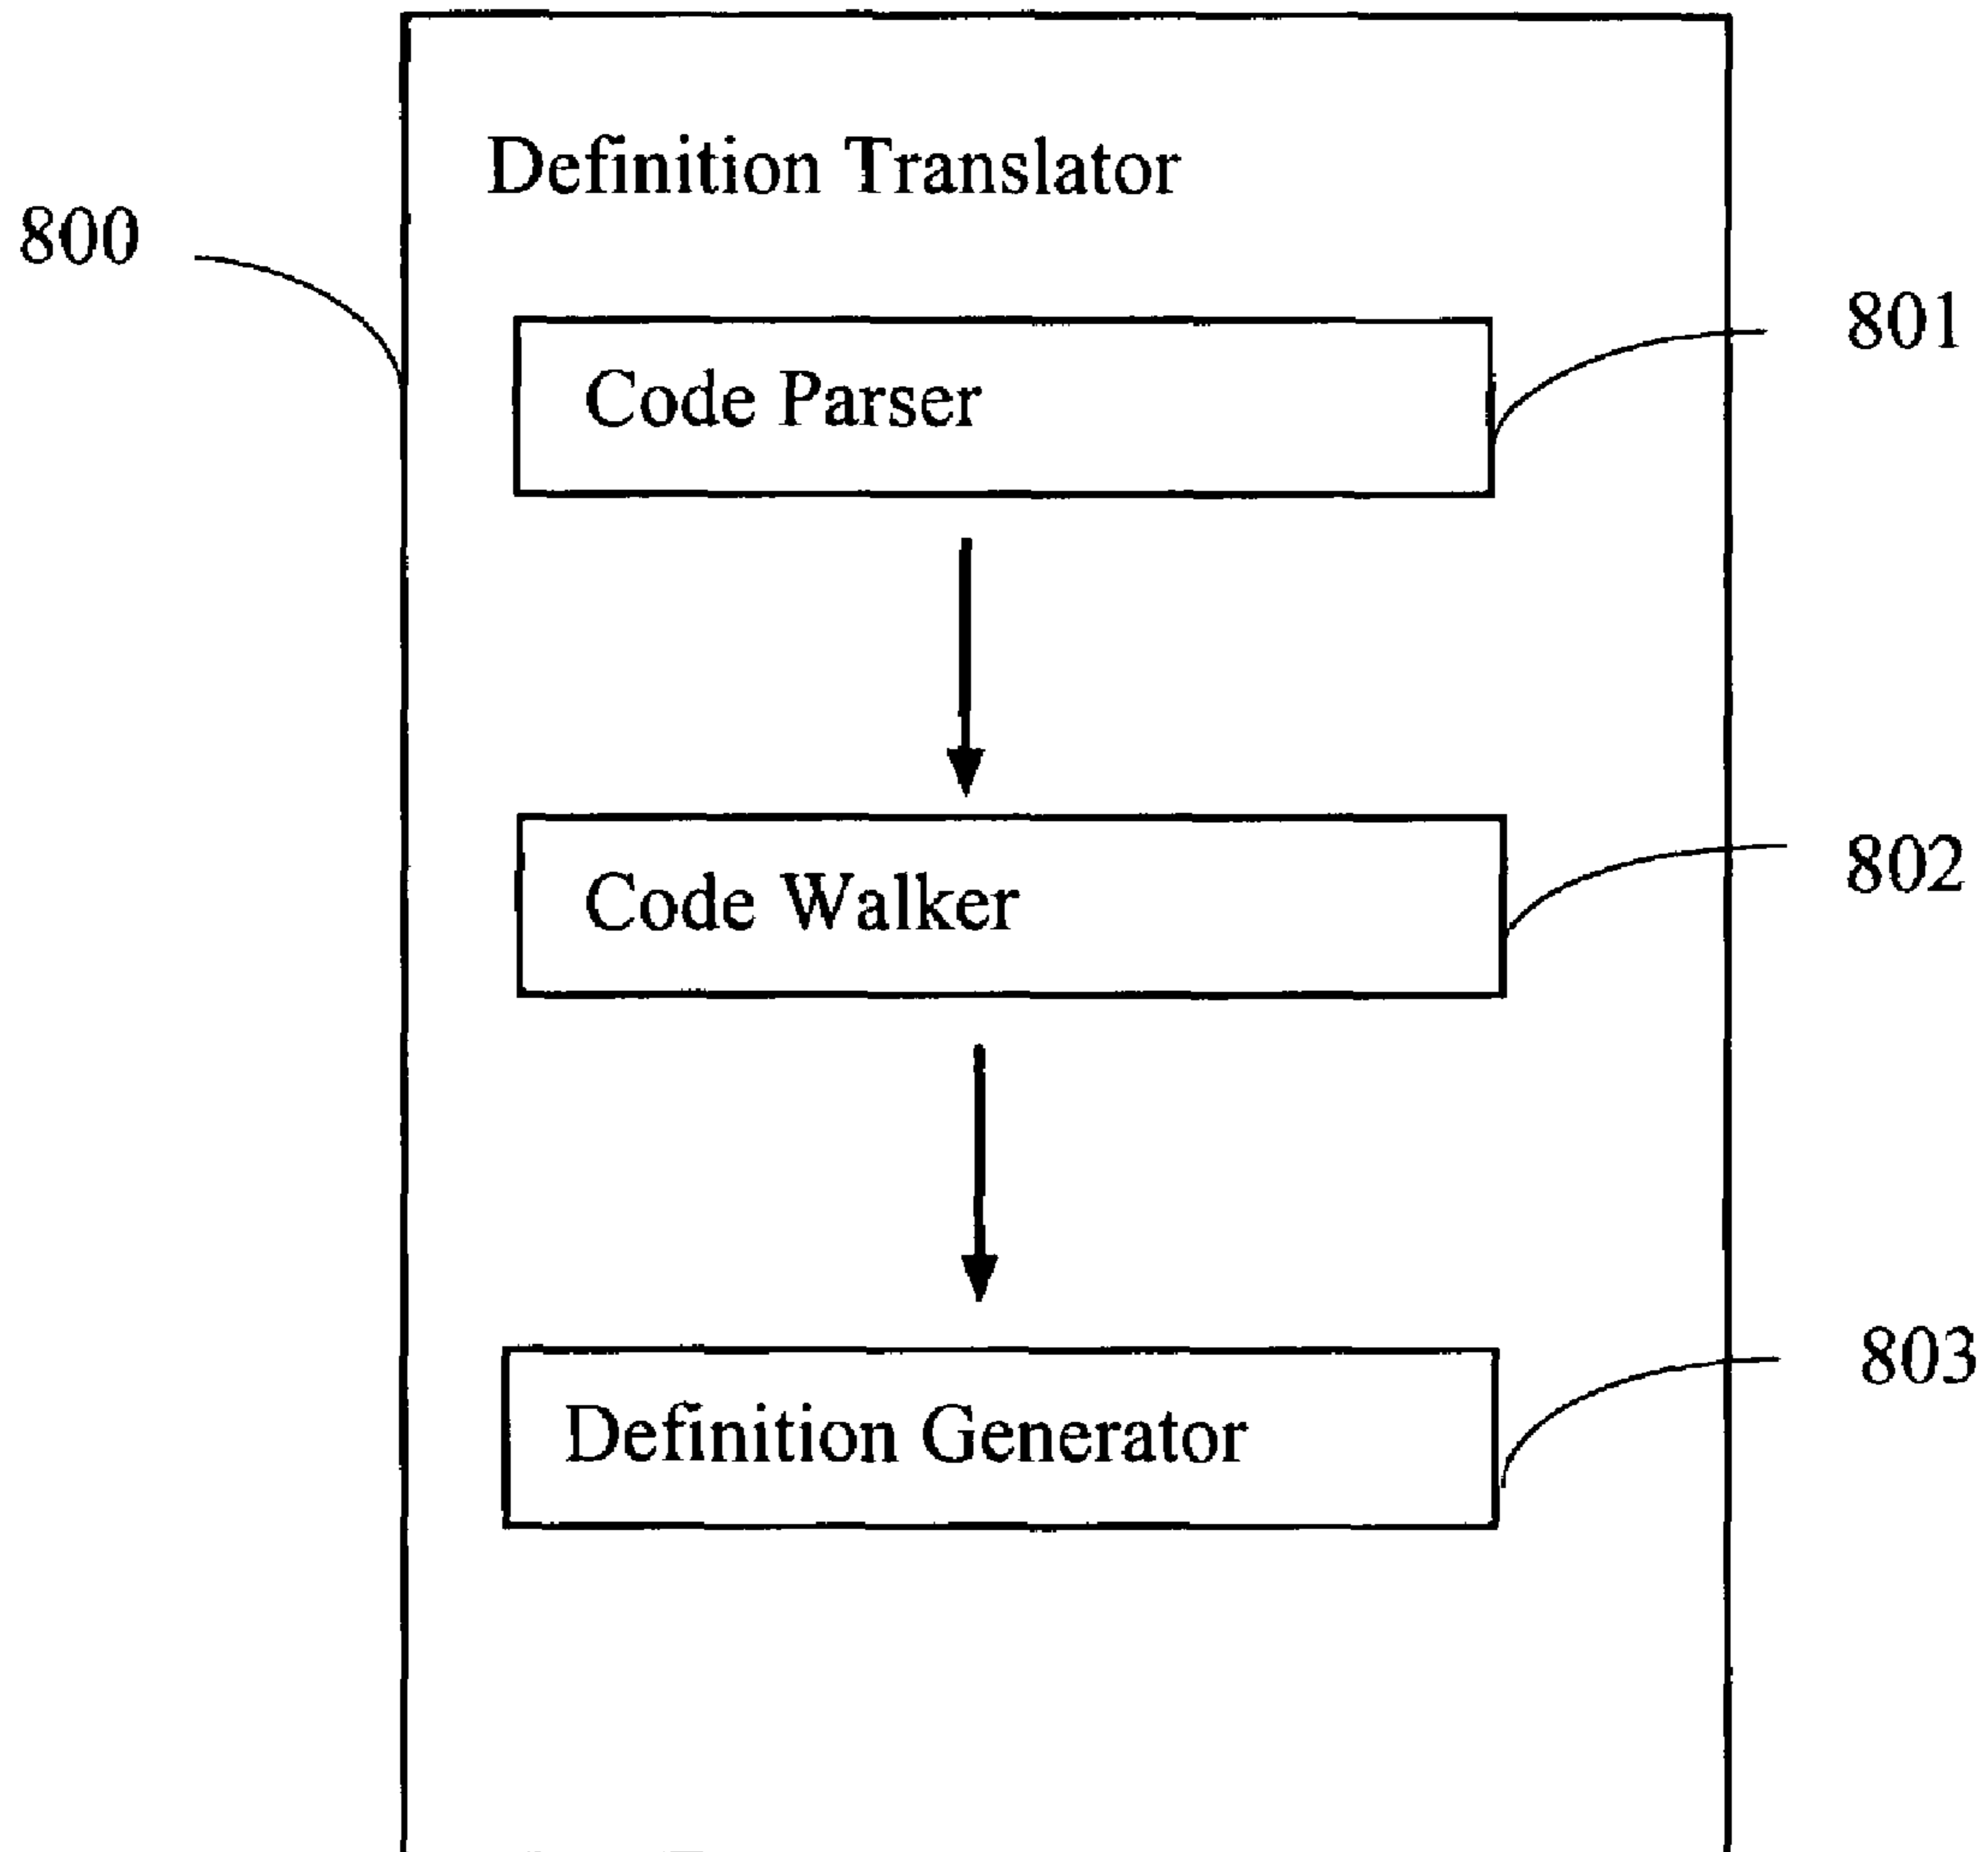 Definition Translator
800
801
Code Parser
802
Code Walker
803
Definition Generator